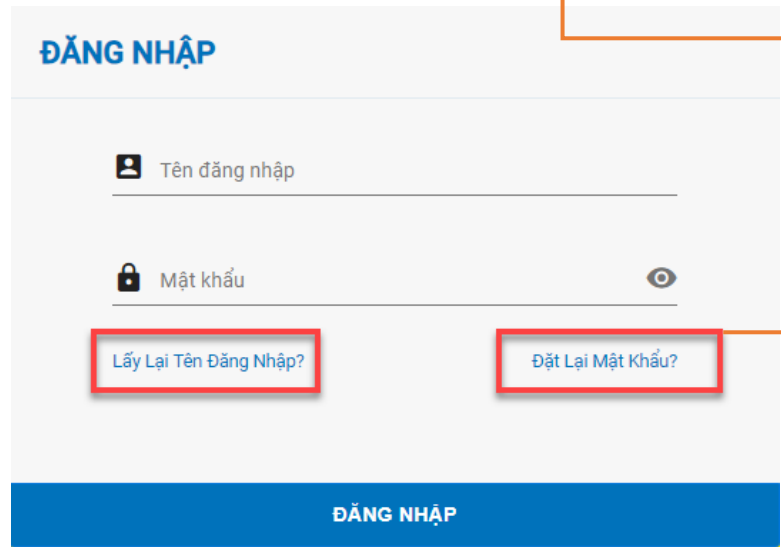 ĐĂNG NHẬP
Tên đăng nhập
Mật khẩu
Lấy Lại Tên Đăng Nhập?
Đặt Lại Mật Khẩu?
ĐĂNG NHẬP